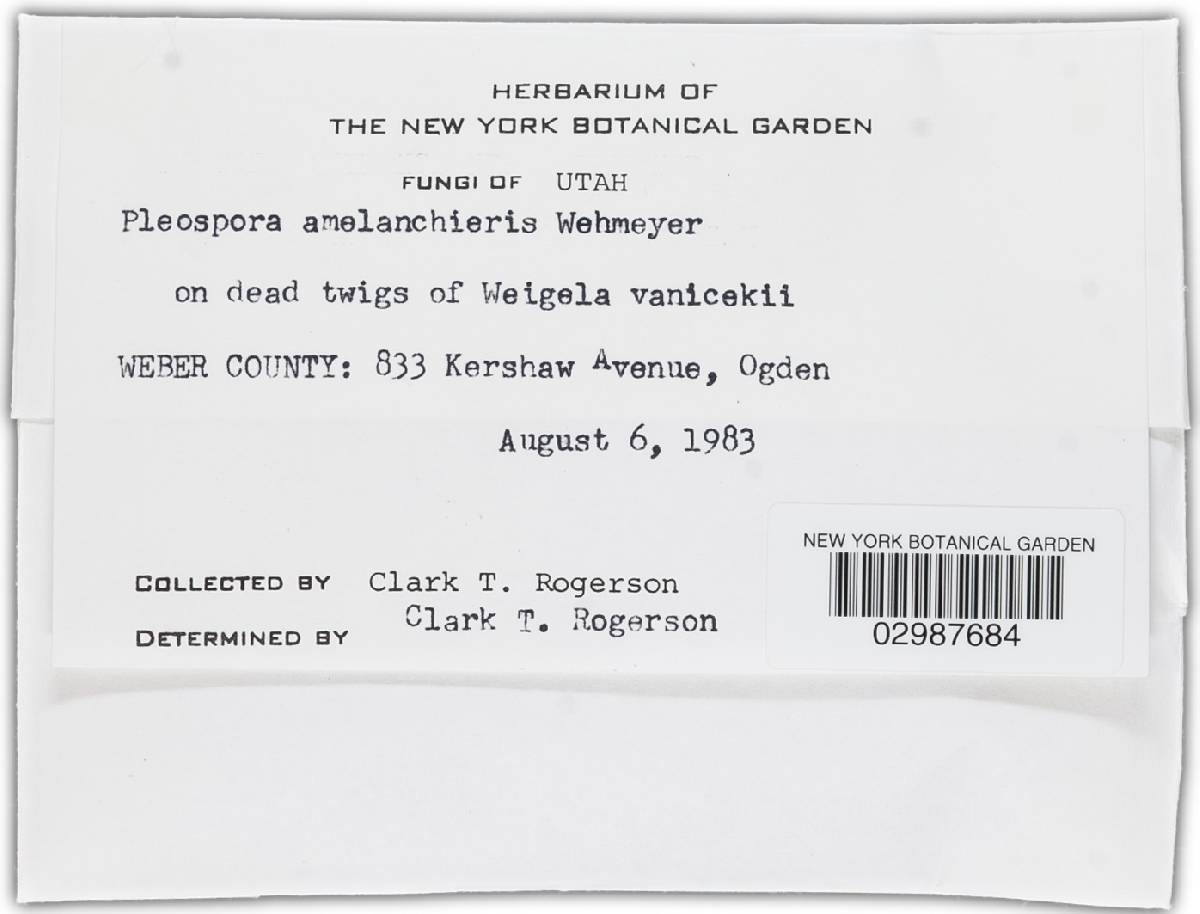 HERBARIUM OF
THE NEW YORK BOTANICAL GARDEN
FUNGI OF UTAH
Pleospora amelanchieris Wehmeyer
on dead twigs of Weigela vanicekii
WEBER COUNTY: 833 Kershaw Avenue, Ogden
August 6, 1983
COLLECTED BY Clark T. Rogerson
DETERMINED BY Clark T. Rogerson
NEW YORK BOTANICAL GARDEN
02987684